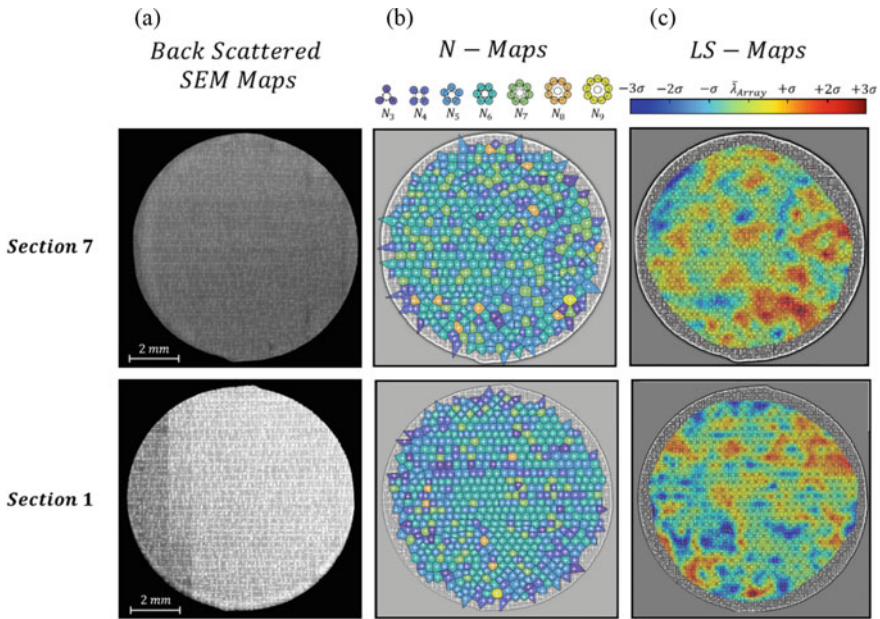 (a)
(b)
(c)
Back Scattered
SEM Maps
N − Maps
LS − Maps
N₃ N₄ N₅ N₆ N₇ N₈ N₉
−3σ −2σ −σ λ̄_Array +σ +2σ +3σ
Section 7
2 mm
Section 1
2 mm